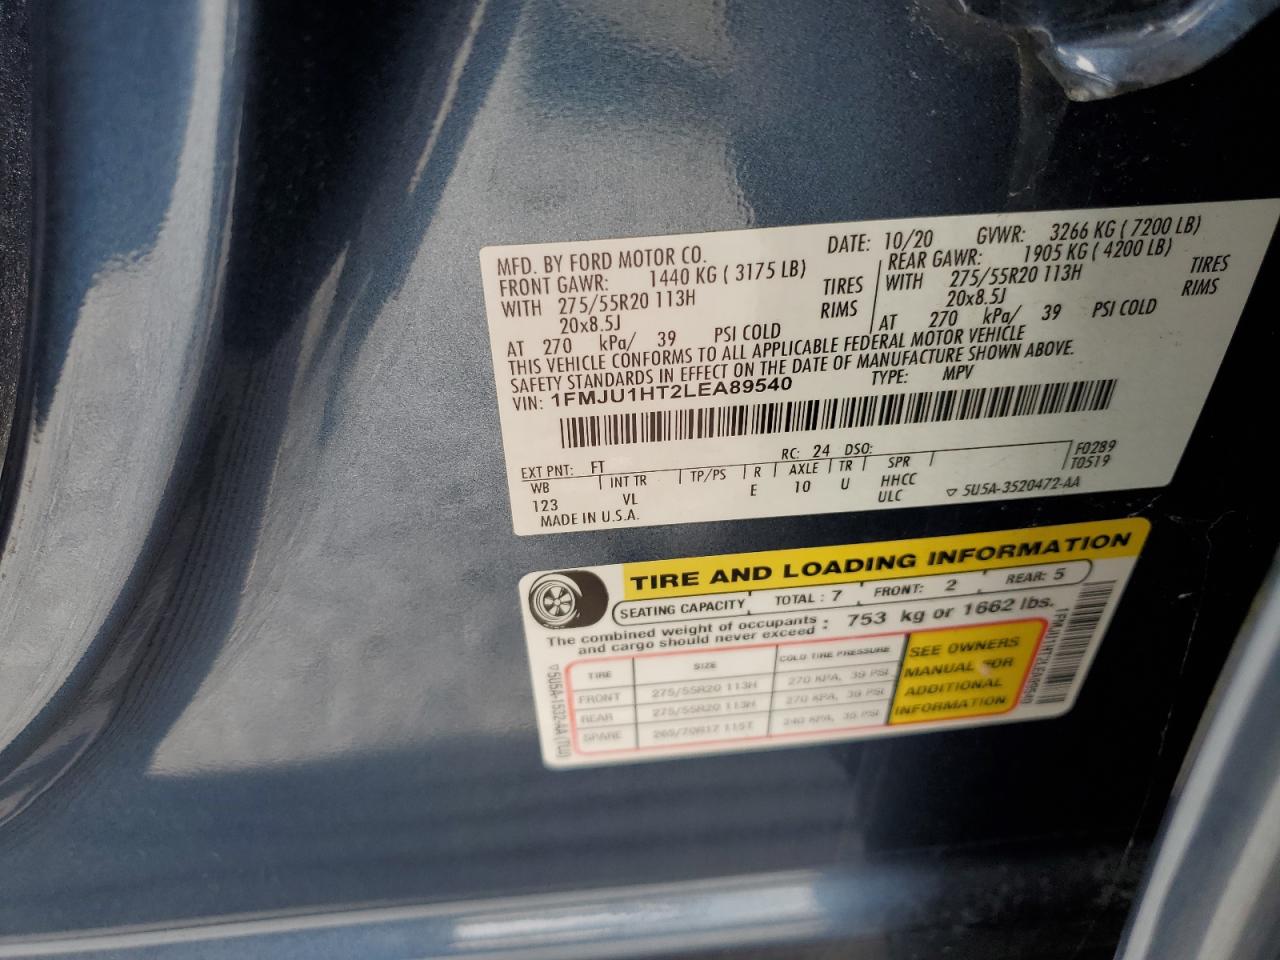 MFD. BY FORD MOTOR CO. DATE: 10/20 GVWR: 3266 KG ( 7200 LB)
FRONT GAWR: 1440 KG ( 3175 LB) REAR GAWR: 1905 KG ( 4200 LB)
WITH 275/55R20 113H TIRES WITH 275/55R20 113H TIRES
20x8.5J RIMS 20x8.5J RIMS
AT 270 kPa/ 39 PSI COLD AT 270 kPa/ 39 PSI COLD
THIS VEHICLE CONFORMS TO ALL APPLICABLE FEDERAL MOTOR VEHICLE
SAFETY STANDARDS IN EFFECT ON THE DATE OF MANUFACTURE SHOWN ABOVE.
VIN: 1FMJU1HT2LEA89540 TYPE: MPV
EXT PNT: FT RC: 24 DSO: F0289
WB INT TR TP/PS R AXLE TR SPR T0519
123 VL E 10 U HHCC
ULC
MADE IN U.S.A. ▽ 5U5A-3520472-AA
TIRE AND LOADING INFORMATION
SEATING CAPACITY TOTAL : 7 FRONT: 2 REAR: 5
The combined weight of occupants and cargo should never exceed : 753 kg or 1662 lbs.
TIRE SIZE COLD TIRE PRESSURE
FRONT 275/55R20 113H 270 KPA, 39 PSI
REAR 275/55R20 113H 270 KPA, 39 PSI
SPARE 265/70R17 115T 240 KPA, 35 PSI
SEE OWNERS
MANUAL FOR
ADDITIONAL
INFORMATION
1FMJU1HT2LEA89540